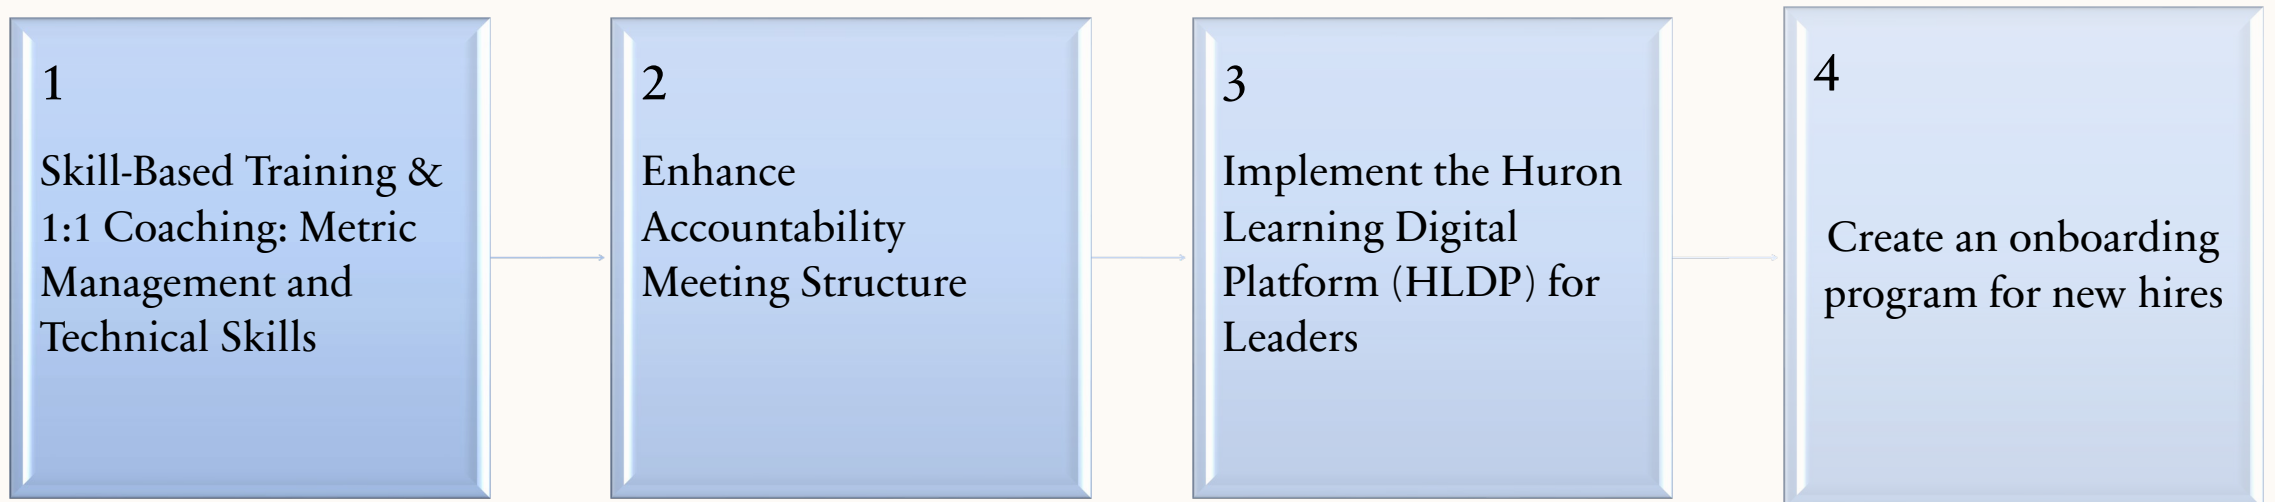 1
Skill-Based Training &
1:1 Coaching: Metric
Management and
Technical Skills
2
Enhance
Accountability
Meeting Structure
3
Implement the Huron
Learning Digital
Platform (HLDP) for
Leaders
4
Create an onboarding
program for new hires